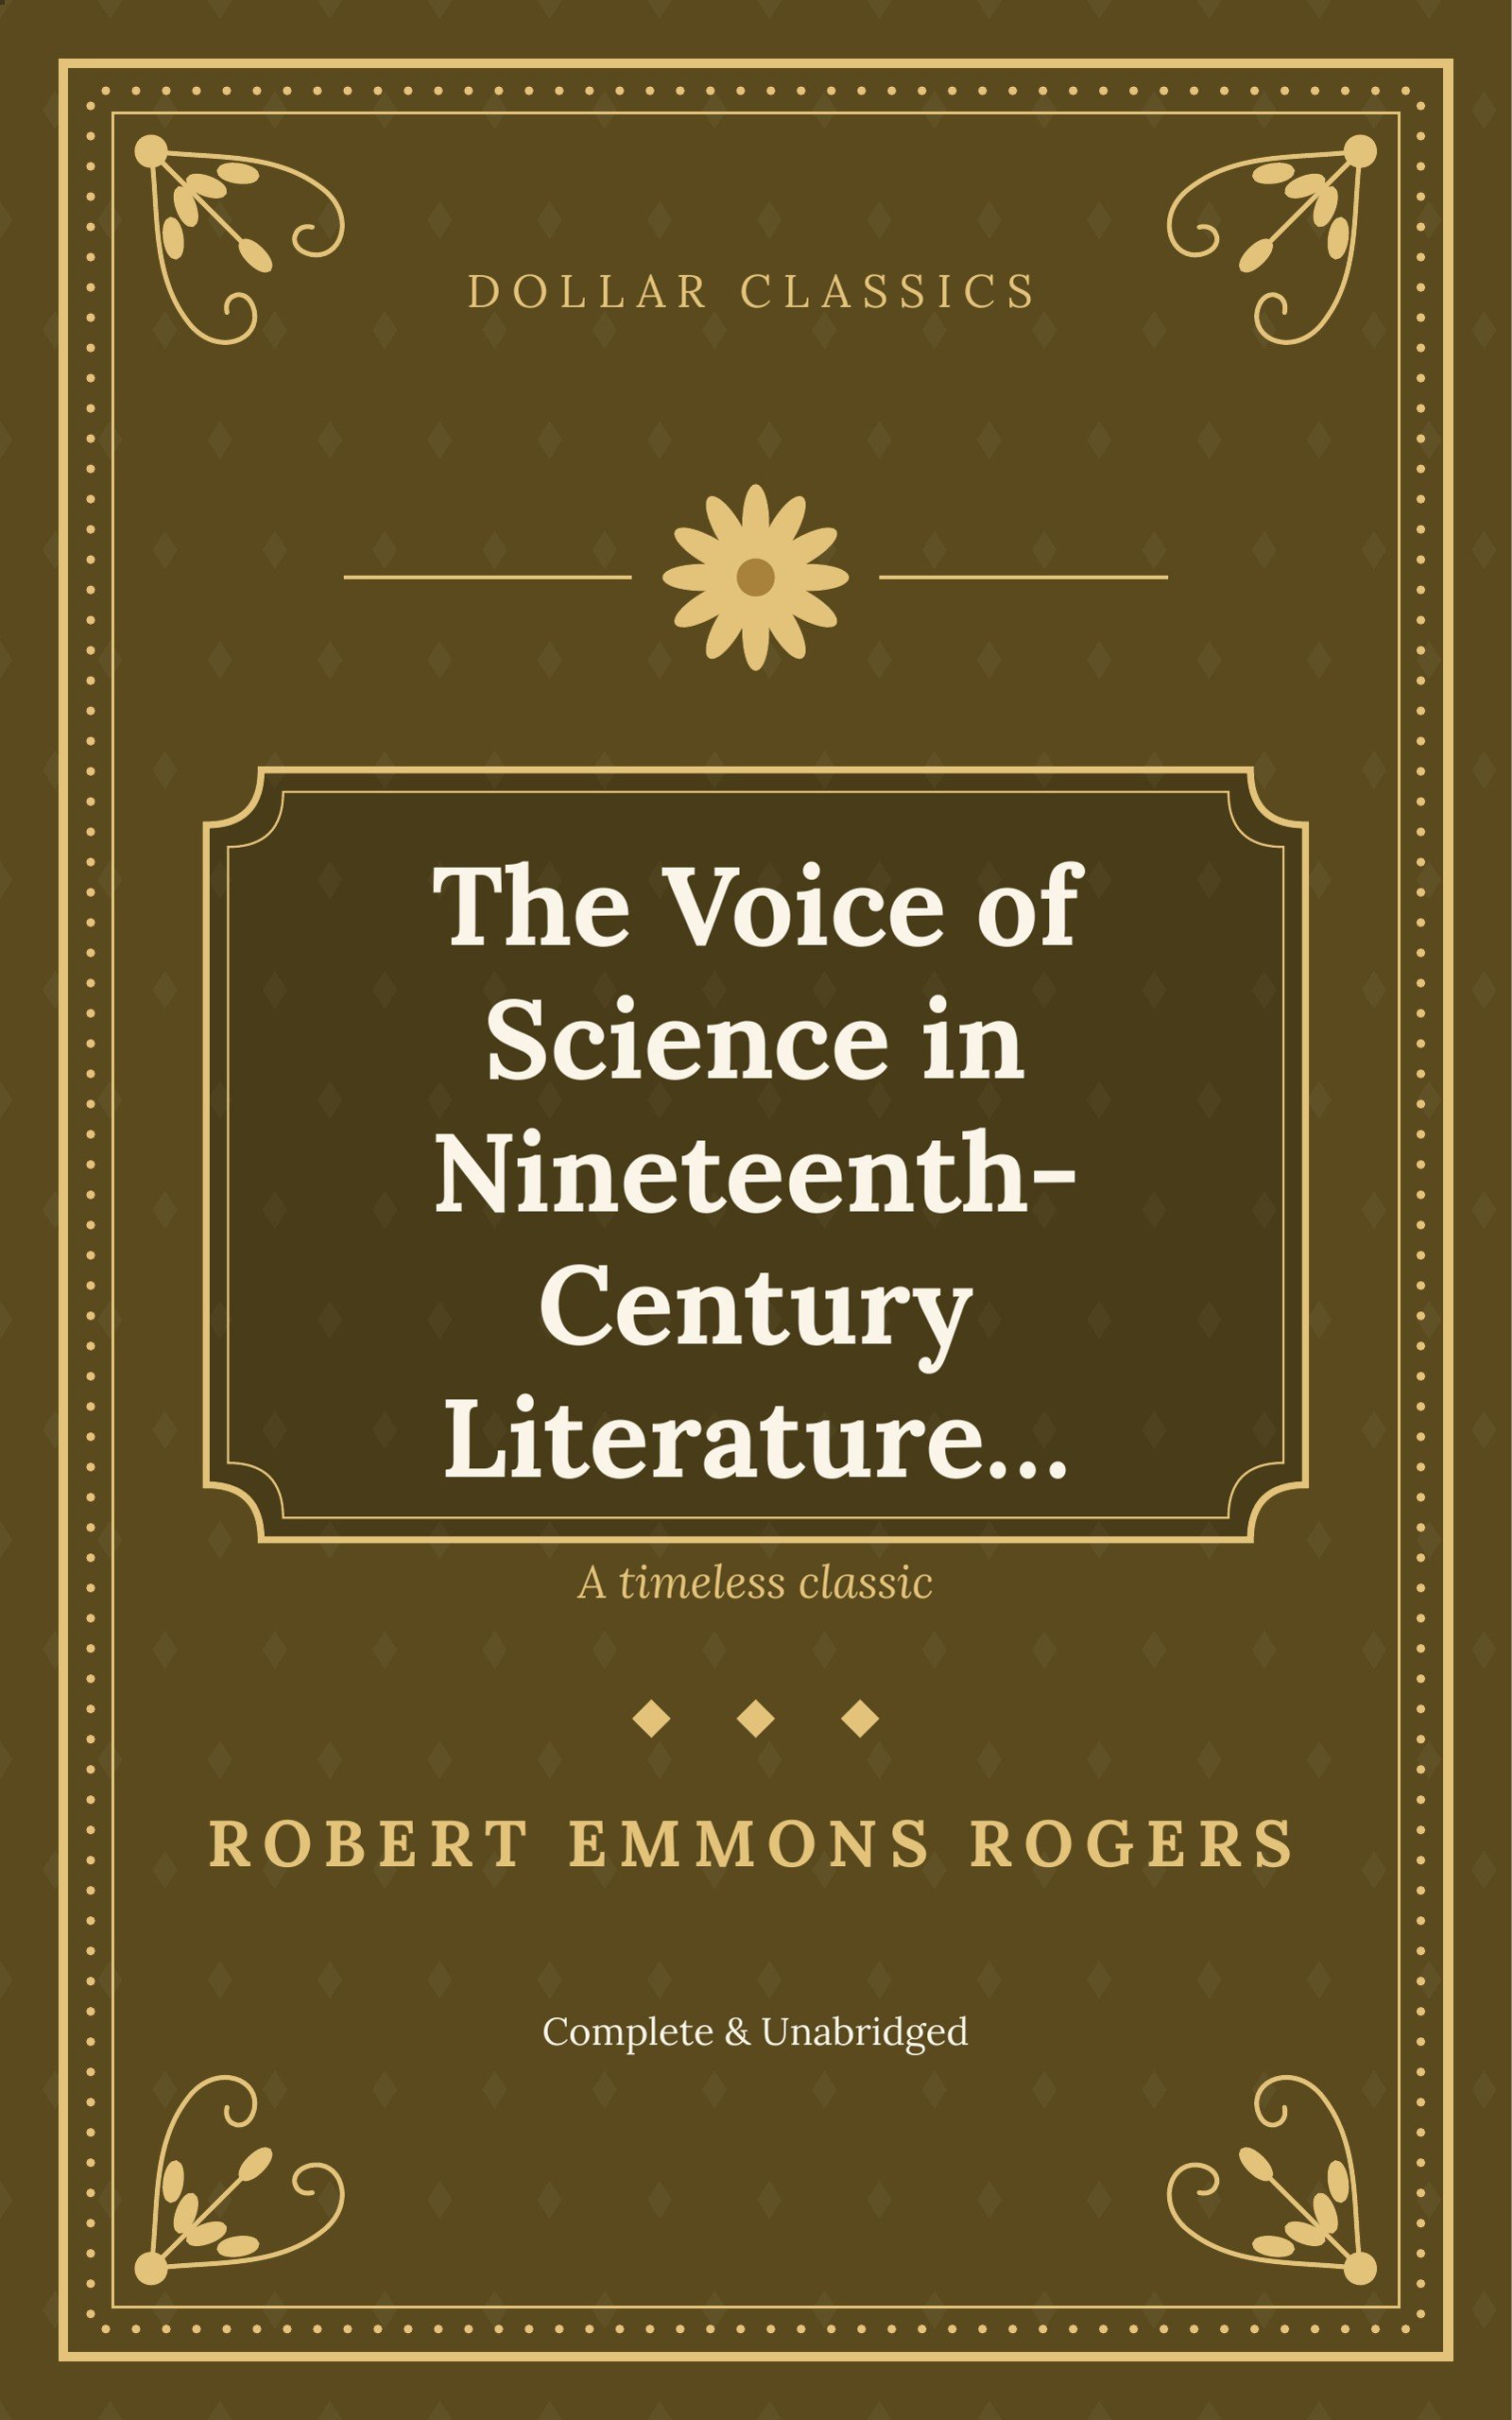 DOLLAR CLASSICS
The Voice of
Science in
Nineteenth-
Century
Literature...
A timeless classic
ROBERT EMMONS ROGERS
Complete & Unabridged